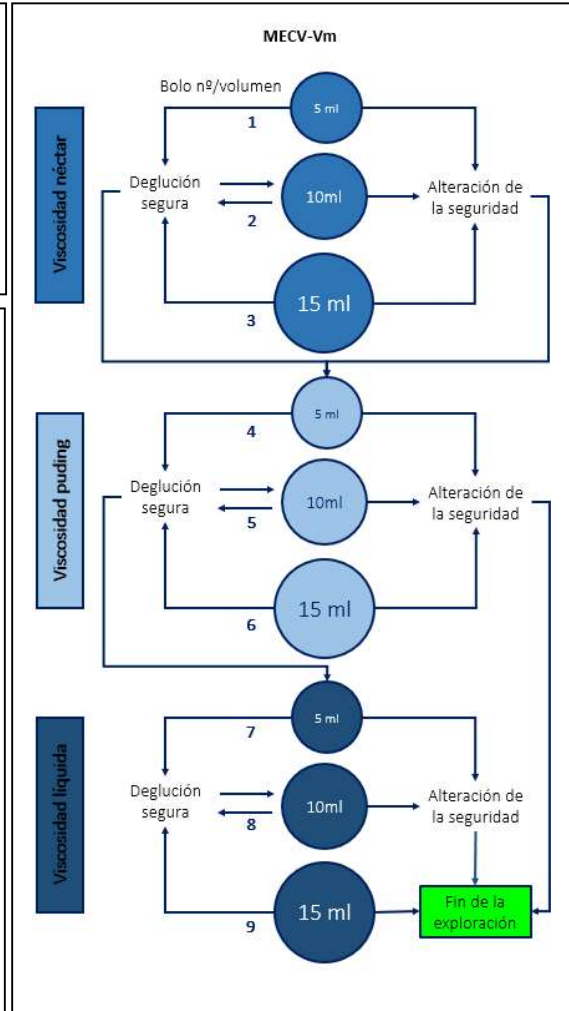 MECV-Vm
Bolo nº/volumen
1
5 ml
Viscosidad néctar
Deglución
segura
2
10ml
Alteración de
la seguridad
3
15 ml
4
5 ml
Viscosidad puding
Deglución
segura
5
10ml
Alteración de
la seguridad
6
15 ml
7
5 ml
Viscosidad líquida
Deglución
segura
8
10ml
Alteración de
la seguridad
9
15 ml
Fin de la
exploración